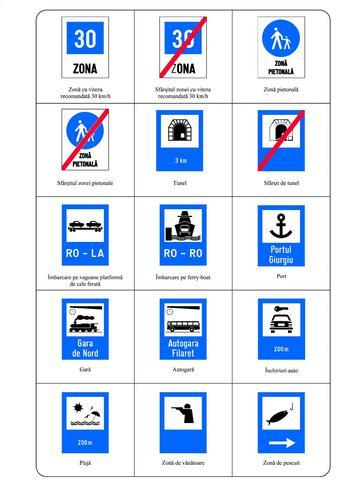 30
ZONA
30
ZONA
ZONĂ
PIETONALĂ
Zonă cu viteza
recomandată 30 km/h
Sfârșitul zonei cu viteza
recomandată 30 km/h
Zonă pietonală
ZONĂ
PIETONALĂ
3 km
Sfârșitul zonei pietonale
Tunel
Sfârșit de tunel
RO – LA
RO – RO
Portul
Giurgiu
Îmbarcare pe vagoane platformă
de cale ferată
Îmbarcare pe ferry-boat
Port
Gara
de Nord
Autogara
Filaret
200m
Gară
Autogară
Închirieri auto
200m
Plajă
Zonă de vânătoare
Zonă de pescuit